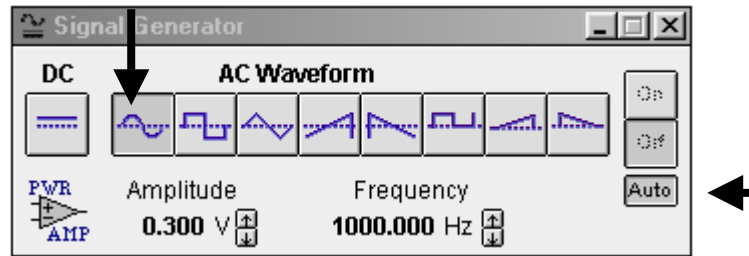 Signal Generator
DC AC Waveform
On
Off
PWR
AMP
Amplitude Frequency
Auto
0.300 V 1000.000 Hz